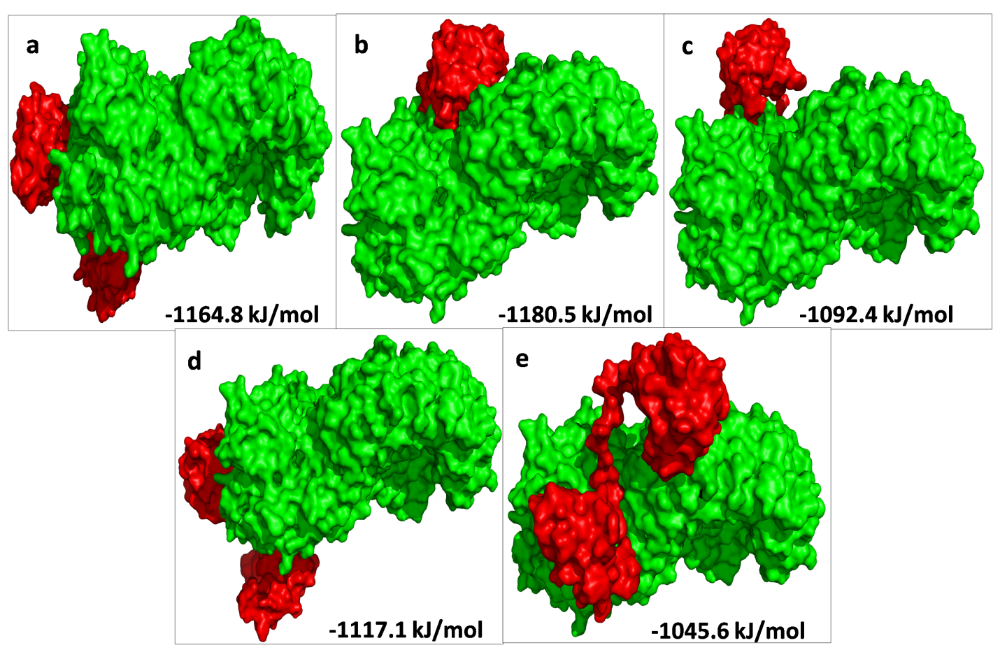 a
b
c
-1164.8 kJ/mol
-1180.5 kJ/mol
-1092.4 kJ/mol
d
e
-1117.1 kJ/mol
-1045.6 kJ/mol